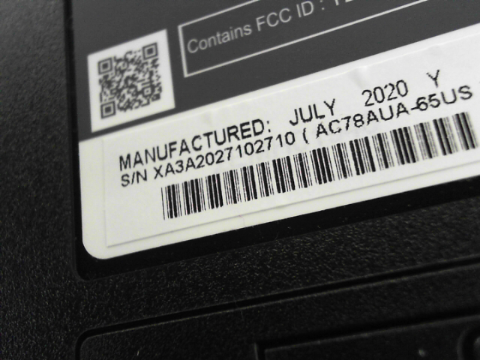 Contains FCC ID :
MANUFACTURED: JULY 2020 Y
S/N XA3A2027102710 ( AC78AUA-65US